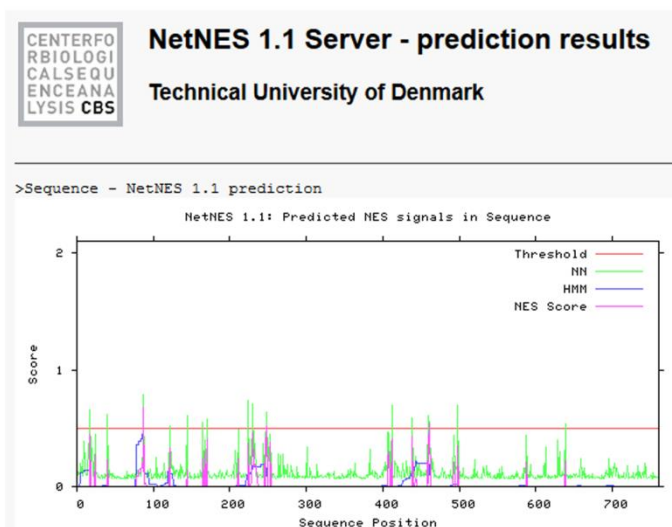 CENTERFO
RBIOLOGI
CALSEQU
ENCEANA
LYSIS CBS
NetNES 1.1 Server - prediction results
Technical University of Denmark
>Sequence - NetNES 1.1 prediction
NetNES 1.1: Predicted NES signals in Sequence
Threshold
NN
HMM
NES Score
2
1
0
Score
0 100 200 300 400 500 600 700
Sequence Position